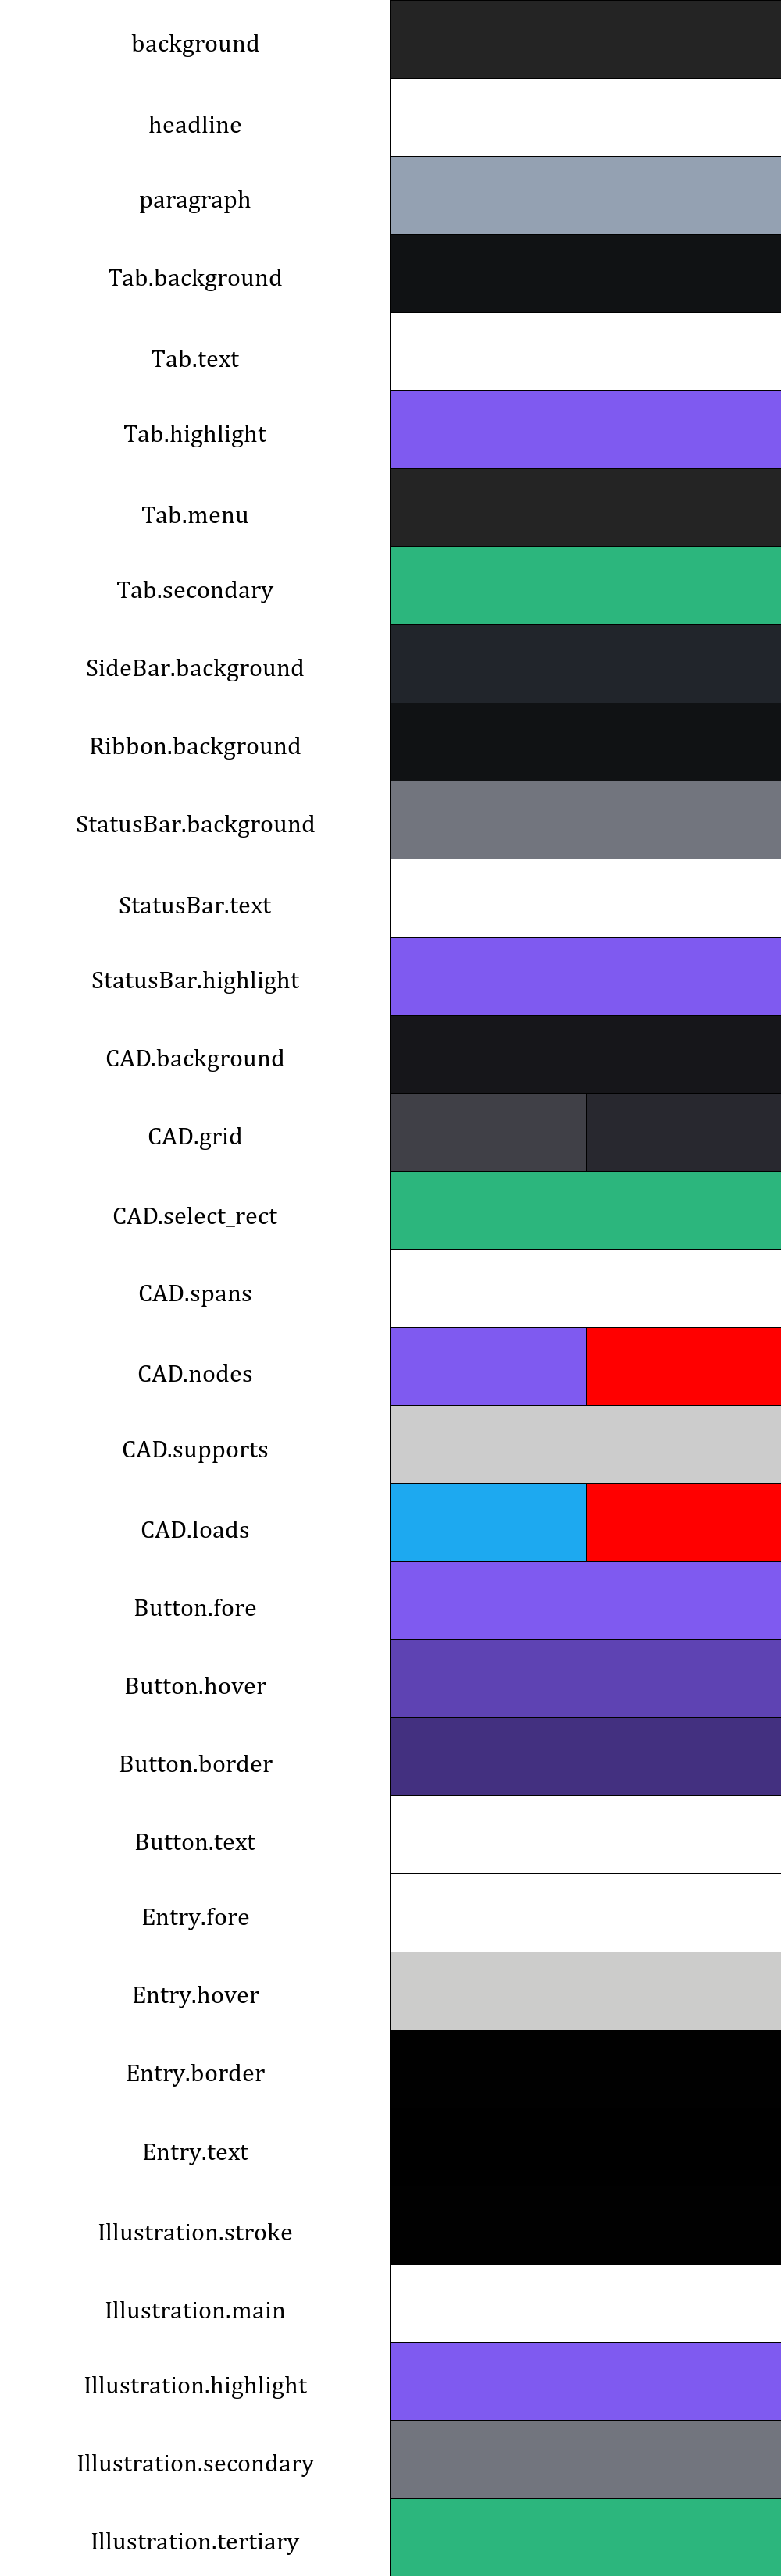 background
headline
paragraph
Tab.background
Tab.text
Tab.highlight
Tab.menu
Tab.secondary
SideBar.background
Ribbon.background
StatusBar.background
StatusBar.text
StatusBar.highlight
CAD.background
CAD.grid
CAD.select_rect
CAD.spans
CAD.nodes
CAD.supports
CAD.loads
Button.fore
Button.hover
Button.border
Button.text
Entry.fore
Entry.hover
Entry.border
Entry.text
Illustration.stroke
Illustration.main
Illustration.highlight
Illustration.secondary
Illustration.tertiary